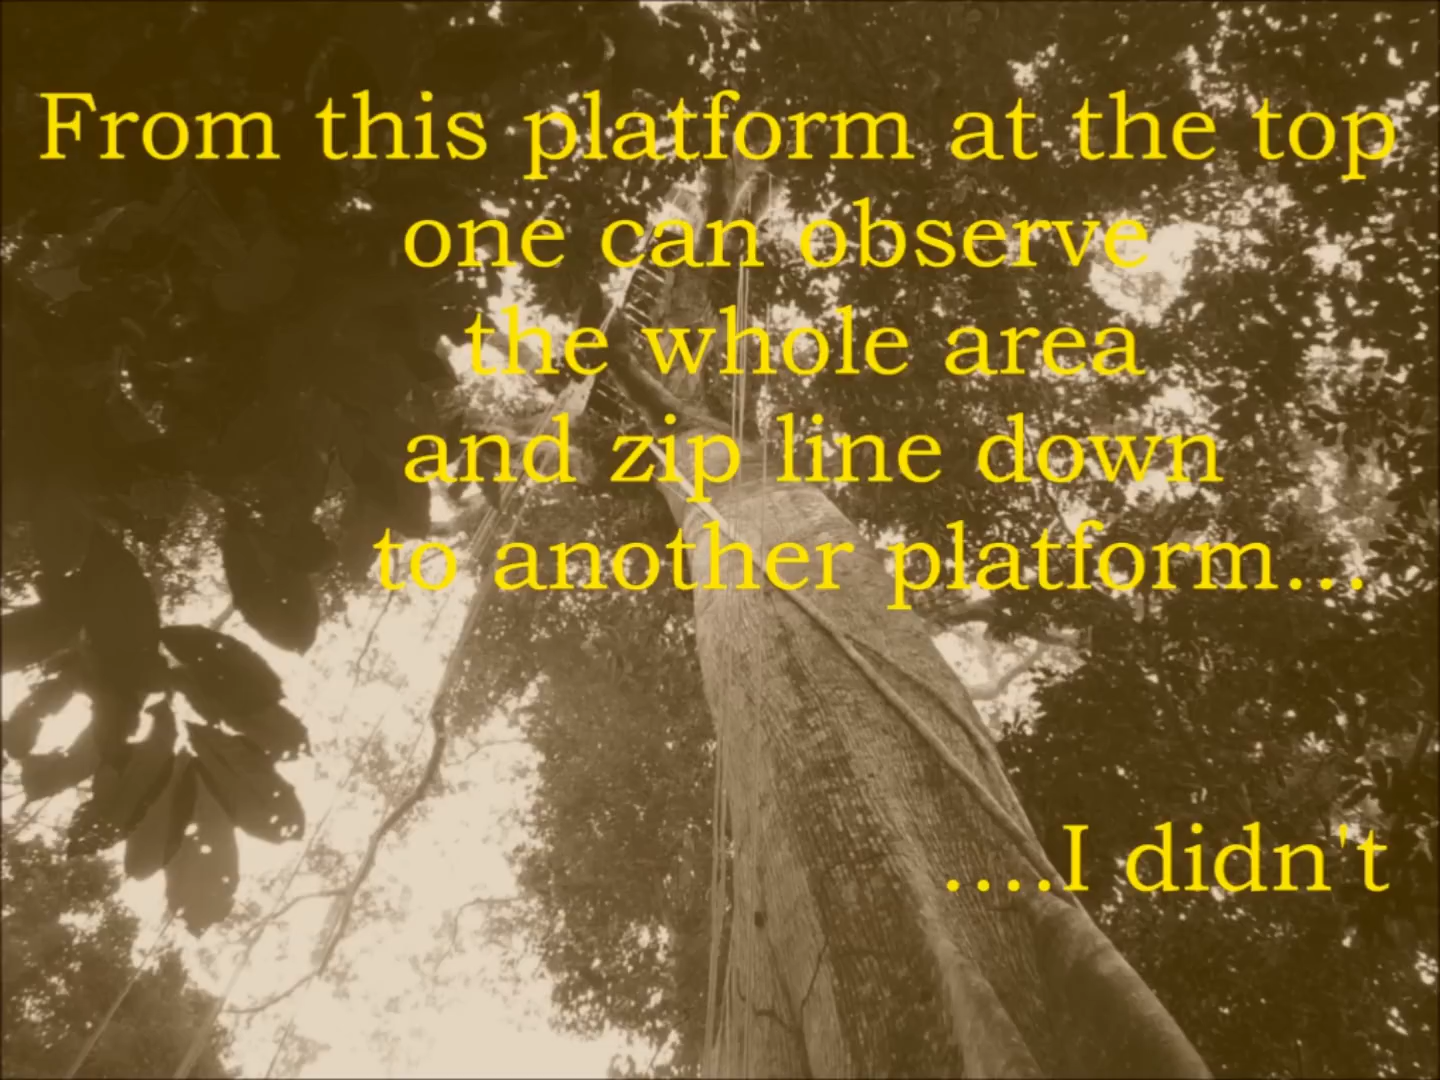 From this platform at the top
one can observe
the whole area
and zip line down
to another platform...
....I didn't